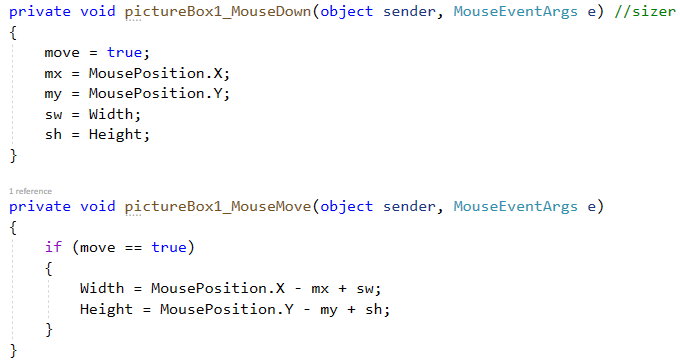 private void pictureBox1_MouseDown(object sender, MouseEventArgs e) //sizer
{
move = true;
mx = MousePosition.X;
my = MousePosition.Y;
sw = Width;
sh = Height;
}
1 reference
private void pictureBox1_MouseMove(object sender, MouseEventArgs e)
{
if (move == true)
{
Width = MousePosition.X - mx + sw;
Height = MousePosition.Y - my + sh;
}
}